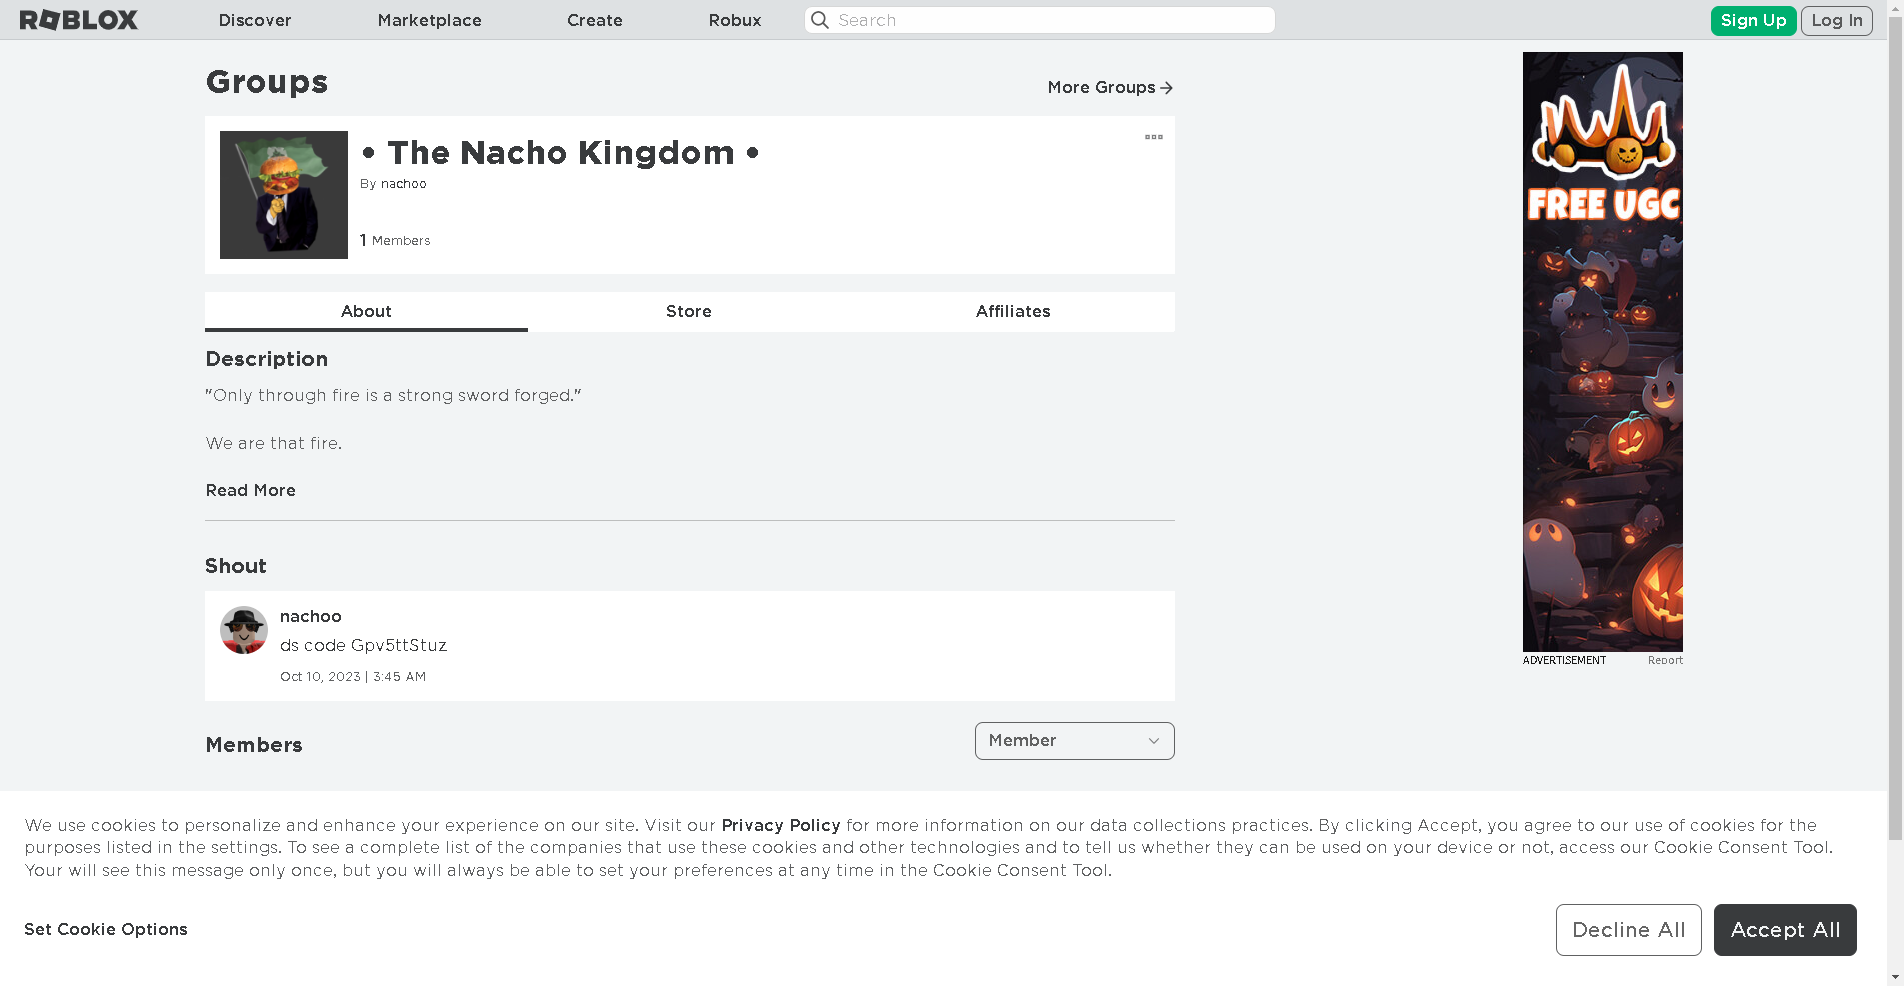 ROBLOX Discover Marketplace Create Robux Search Sign Up Log In
Groups
More Groups
• The Nacho Kingdom •
By nachoo
1 Members
About Store Affiliates
Description
"Only through fire is a strong sword forged."
We are that fire.
Read More
Shout
nachoo
ds code Gpv5ttStuz
Oct 10, 2023 | 3:45 AM
Members
Member
FREE UGC
ADVERTISEMENT Report
We use cookies to personalize and enhance your experience on our site. Visit our Privacy Policy for more information on our data collections practices. By clicking Accept, you agree to our use of cookies for the
purposes listed in the settings. To see a complete list of the companies that use these cookies and other technologies and to tell us whether they can be used on your device or not, access our Cookie Consent Tool.
Your will see this message only once, but you will always be able to set your preferences at any time in the Cookie Consent Tool.
Set Cookie Options
Decline All Accept All